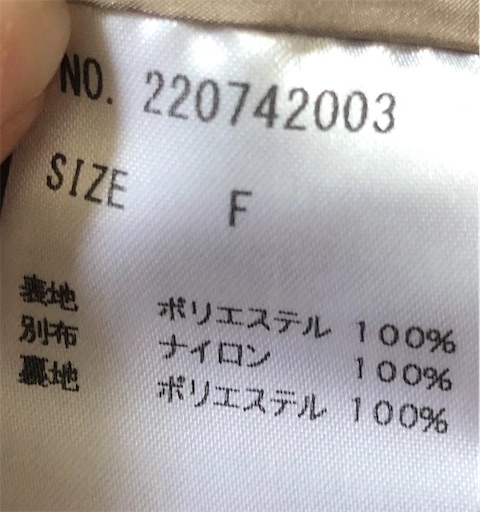 NO. 220742003
SIZE F
表地 ポリエステル 100%
別布 ナイロン 100%
裏地 ポリエステル 100%